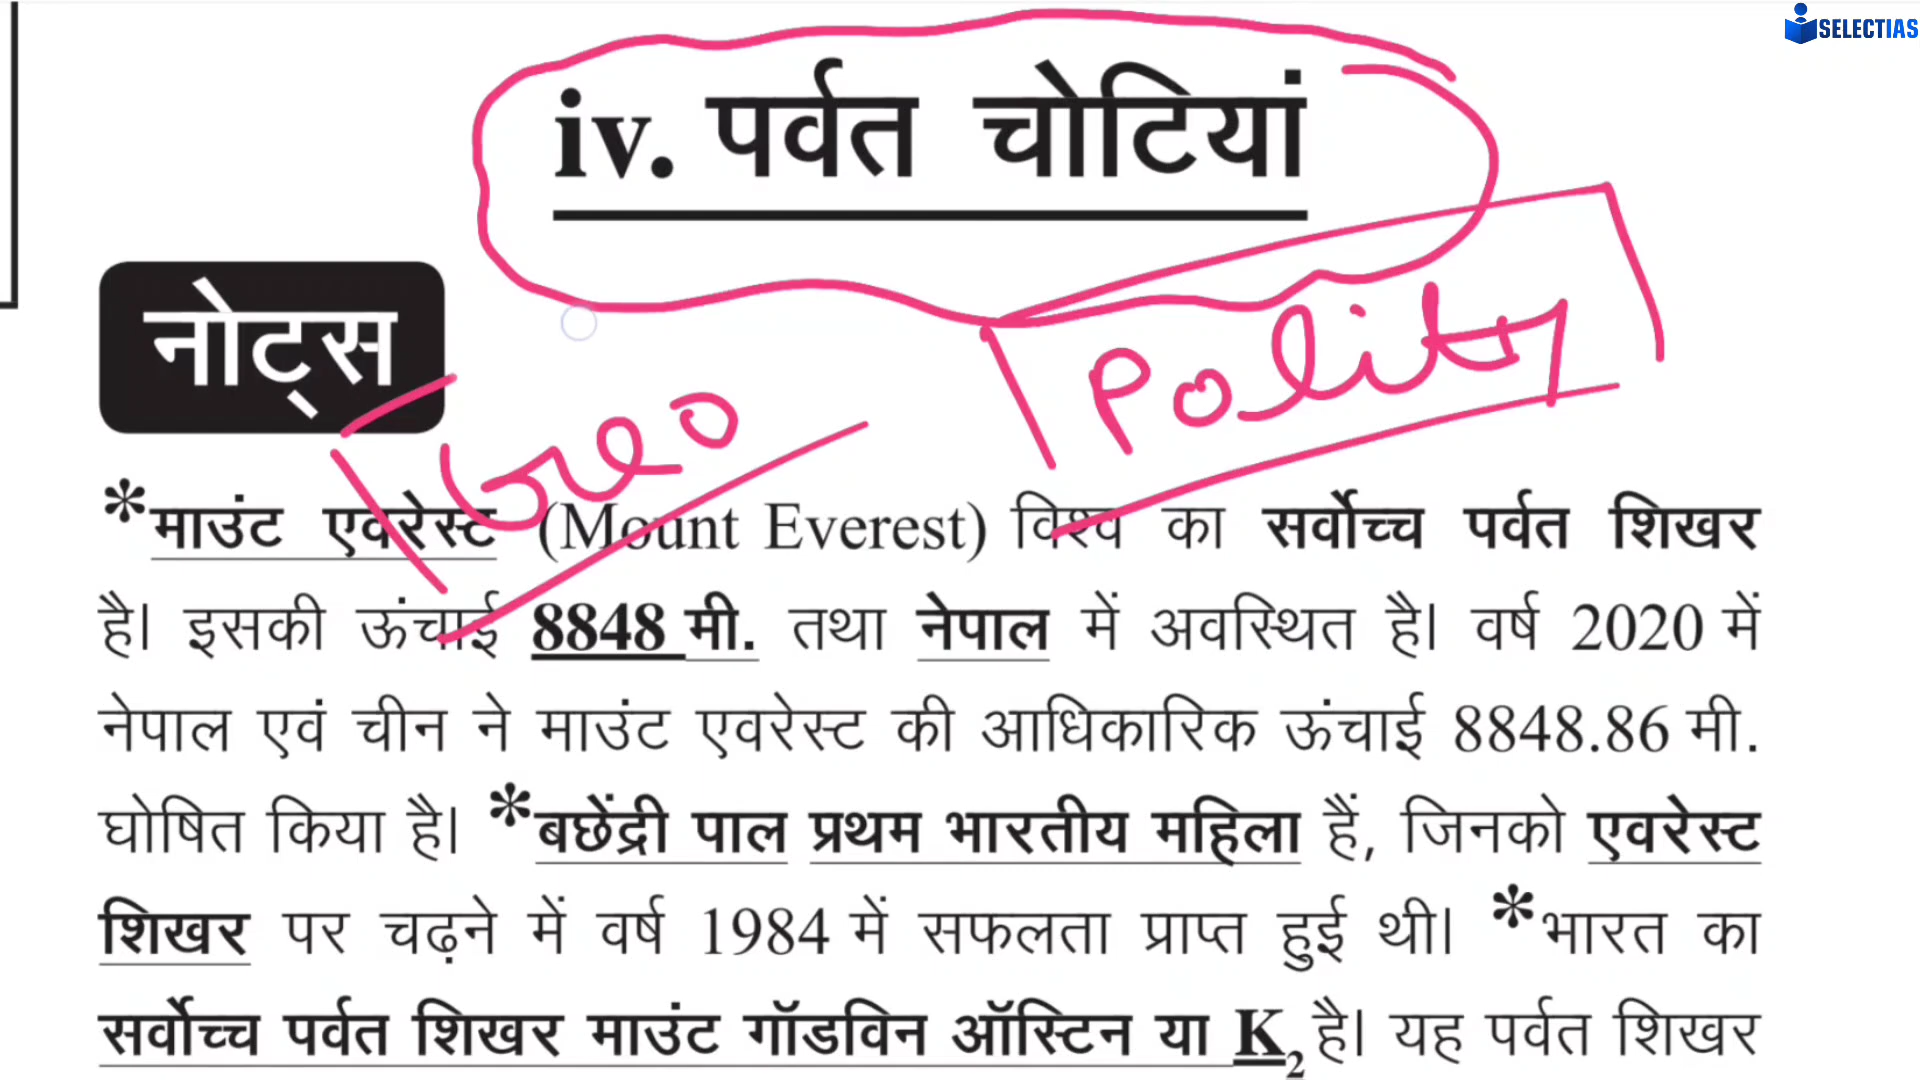 SELECTIAS
iv. पर्वत चोटियां
नोट्स
Polity
Geo
*माउंट एवरेस्ट (Mount Everest) विश्व का सर्वोच्च पर्वत शिखर
है। इसकी ऊंचाई 8848 मी. तथा नेपाल में अवस्थित है। वर्ष 2020 में
नेपाल एवं चीन ने माउंट एवरेस्ट की आधिकारिक ऊंचाई 8848.86 मी.
घोषित किया है। *बछेंद्री पाल प्रथम भारतीय महिला हैं, जिनको एवरेस्ट
शिखर पर चढ़ने में वर्ष 1984 में सफलता प्राप्त हुई थी। *भारत का
सर्वोच्च पर्वत शिखर माउंट गॉडविन ऑस्टिन या K₂ है। यह पर्वत शिखर